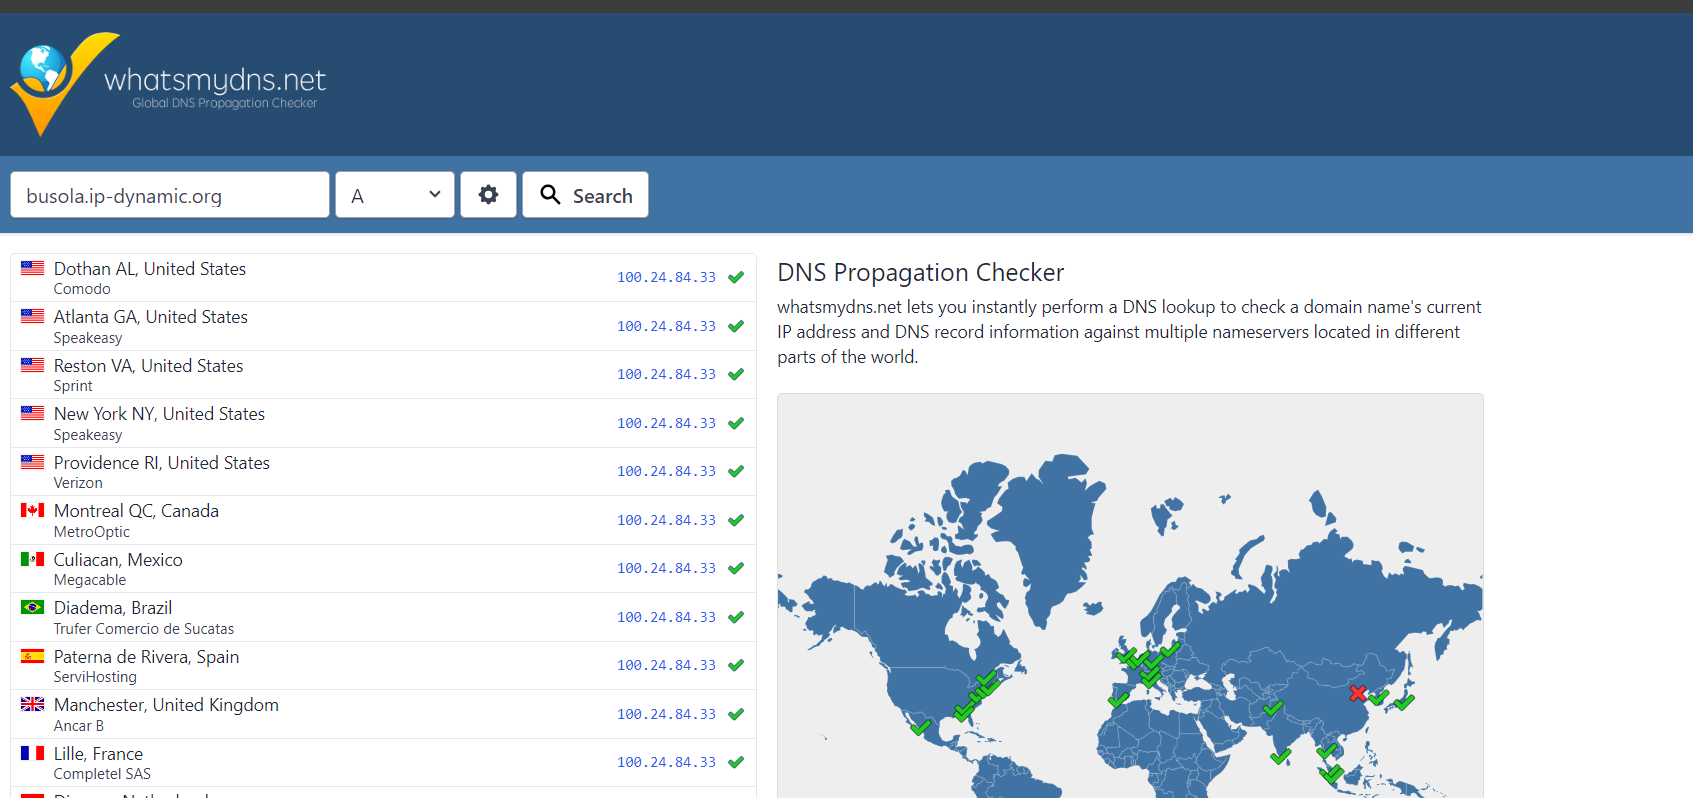 whatsmydns.net
Global DNS Propagation Checker
busola.ip-dynamic.org
A
Search
Dothan AL, United States
Comodo
100.24.84.33
Atlanta GA, United States
Speakeasy
100.24.84.33
Reston VA, United States
Sprint
100.24.84.33
New York NY, United States
Speakeasy
100.24.84.33
Providence RI, United States
Verizon
100.24.84.33
Montreal QC, Canada
MetroOptic
100.24.84.33
Culiacan, Mexico
Megacable
100.24.84.33
Diadema, Brazil
Trufer Comercio de Sucatas
100.24.84.33
Paterna de Rivera, Spain
ServiHosting
100.24.84.33
Manchester, United Kingdom
Ancar B
100.24.84.33
Lille, France
Completel SAS
100.24.84.33
DNS Propagation Checker
whatsmydns.net lets you instantly perform a DNS lookup to check a domain name's current
IP address and DNS record information against multiple nameservers located in different
parts of the world.